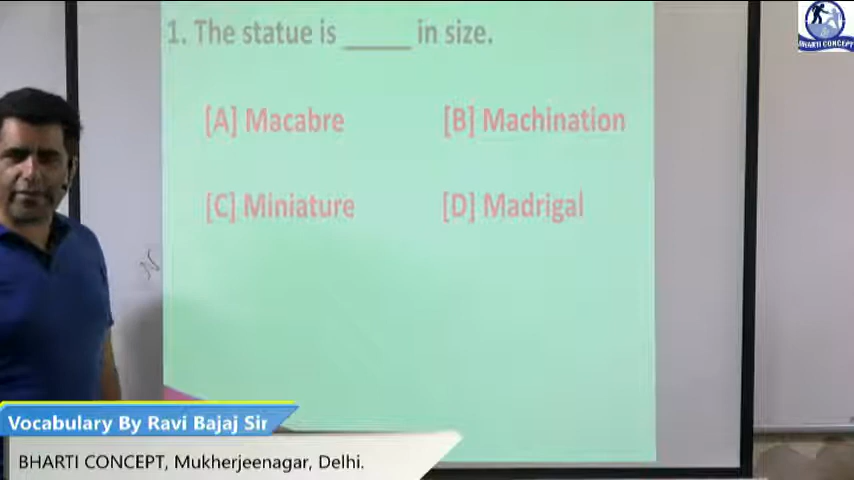 1. The statue is _____ in size.
[A] Macabre [B] Machination
[C] Miniature [D] Madrigal
BHARTI CONCEPT
Vocabulary By Ravi Bajaj Sir
BHARTI CONCEPT, Mukherjeenagar, Delhi.